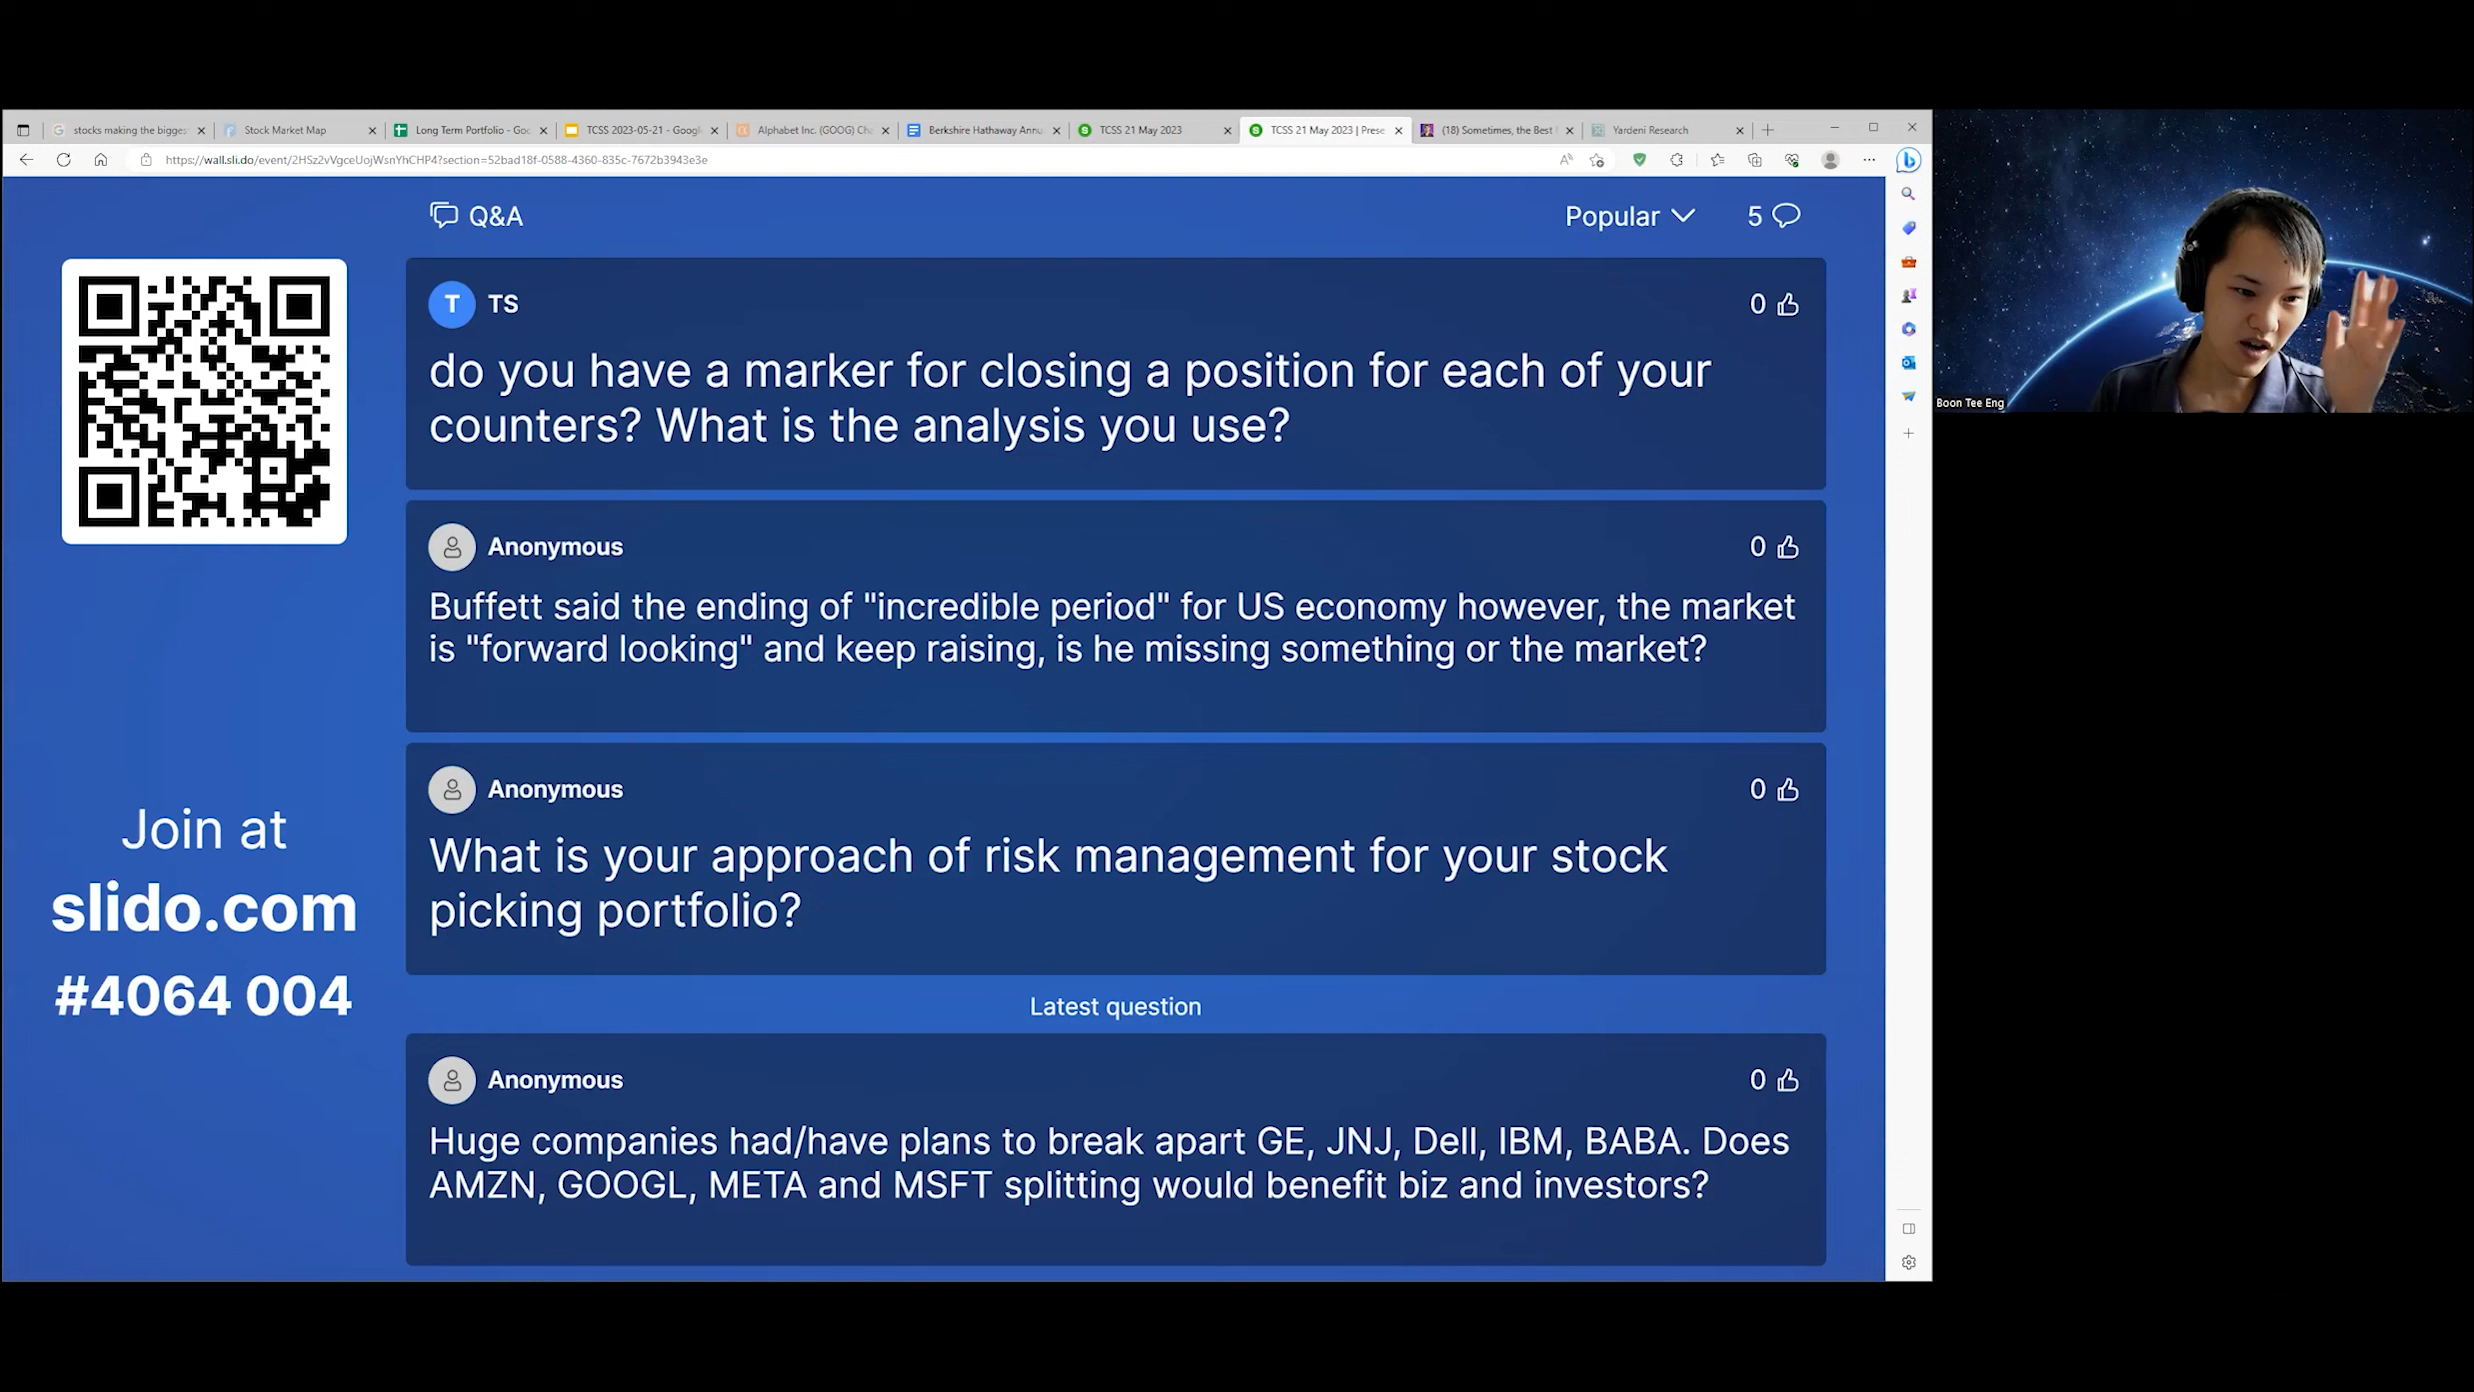 stocks making the bigges
Stock Market Map
Long Term Portfolio - Goo
TCSS 2023-05-21 - Googl
Alphabet Inc. (GOOG) Ch
Berkshire Hathaway Annu
TCSS 21 May 2023
TCSS 21 May 2023 | Prese
(18) Sometimes, the Best
Yardeni Research
https://wall.sli.do/event/2HSz2vVgceUojWsnYhCHP4?section=52bad18f-0588-4360-835c-7672b3943e3e
Q&A
Popular
5
T
TS
0
do you have a marker for closing a position for each of your
counters? What is the analysis you use?
Anonymous
0
Buffett said the ending of "incredible period" for US economy however, the market
is "forward looking" and keep raising, is he missing something or the market?
Anonymous
0
What is your approach of risk management for your stock
picking portfolio?
Latest question
Anonymous
0
Huge companies had/have plans to break apart GE, JNJ, Dell, IBM, BABA. Does
AMZN, GOOGL, META and MSFT splitting would benefit biz and investors?
Join at
slido.com
#4064 004
Boon Tee Eng